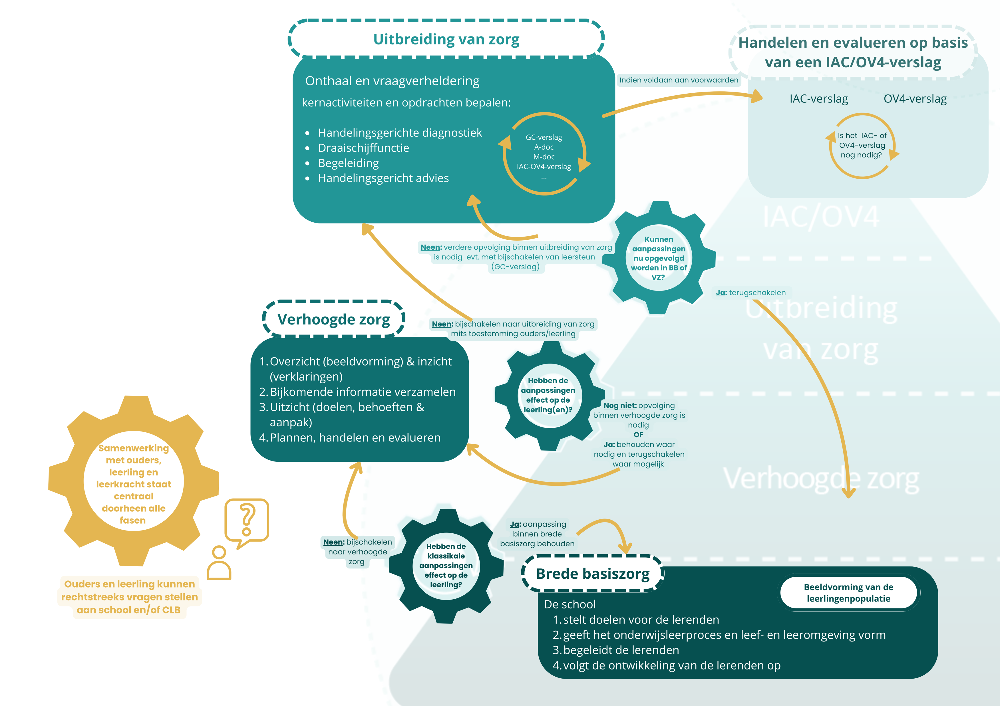 Uitbreiding van zorg
Onthaal en vraagverheldering
kernactiviteiten en opdrachten bepalen:
• Handelingsgerichte diagnostiek
• Draaischijffunctie
• Begeleiding
• Handelingsgericht advies
GC-verslag
A-doc
M-doc
IAC-OV4-verslag
...
Indien voldaan aan voorwaarden
Handelen en evalueren op basis
van een IAC/OV4-verslag
IAC-verslag
OV4-verslag
Is het IAC- of
OV4-verslag
nog nodig?
IAC/OV4
Kunnen
aanpassingen
nu opgevolgd
worden in BB of
VZ?
Neen: verdere opvolging binnen uitbreiding van zorg
is nodig evt. met bijschakelen van leersteun
(GC-verslag)
Ja: terugschakelen
Uitbreiding
van zorg
Verhoogde zorg
1. Overzicht (beeldvorming) & inzicht
(verklaringen)
2. Bijkomende informatie verzamelen
3. Uitzicht (doelen, behoeften &
aanpak)
4. Plannen, handelen en evalueren
Neen: bijschakelen naar uitbreiding van zorg
mits toestemming ouders/leerling
Hebben de
aanpassingen
effect op de
leerling(en)?
Nog niet: opvolging
binnen verhoogde zorg is
nodig
OF
Ja: behouden waar
nodig en terugschakelen
waar mogelijk
Verhoogde zorg
Samenwerking
met ouders,
leerling en
leerkracht staat
centraal
doorheen alle
fasen
?
Ouders en leerling kunnen
rechtstreeks vragen stellen
aan school en/of CLB
Neen: bijschakelen
naar verhoogde
zorg
Hebben de
klassikale
aanpassingen
effect op de
leerling?
Ja: aanpassing
binnen brede
basiszorg behouden
Brede basiszorg
Beeldvorming van de
leerlingenpopulatie
De school
1. stelt doelen voor de lerenden
2. geeft het onderwijsleerproces en leef- en leeromgeving vorm
3. begeleidt de lerenden
4. volgt de ontwikkeling van de lerenden op